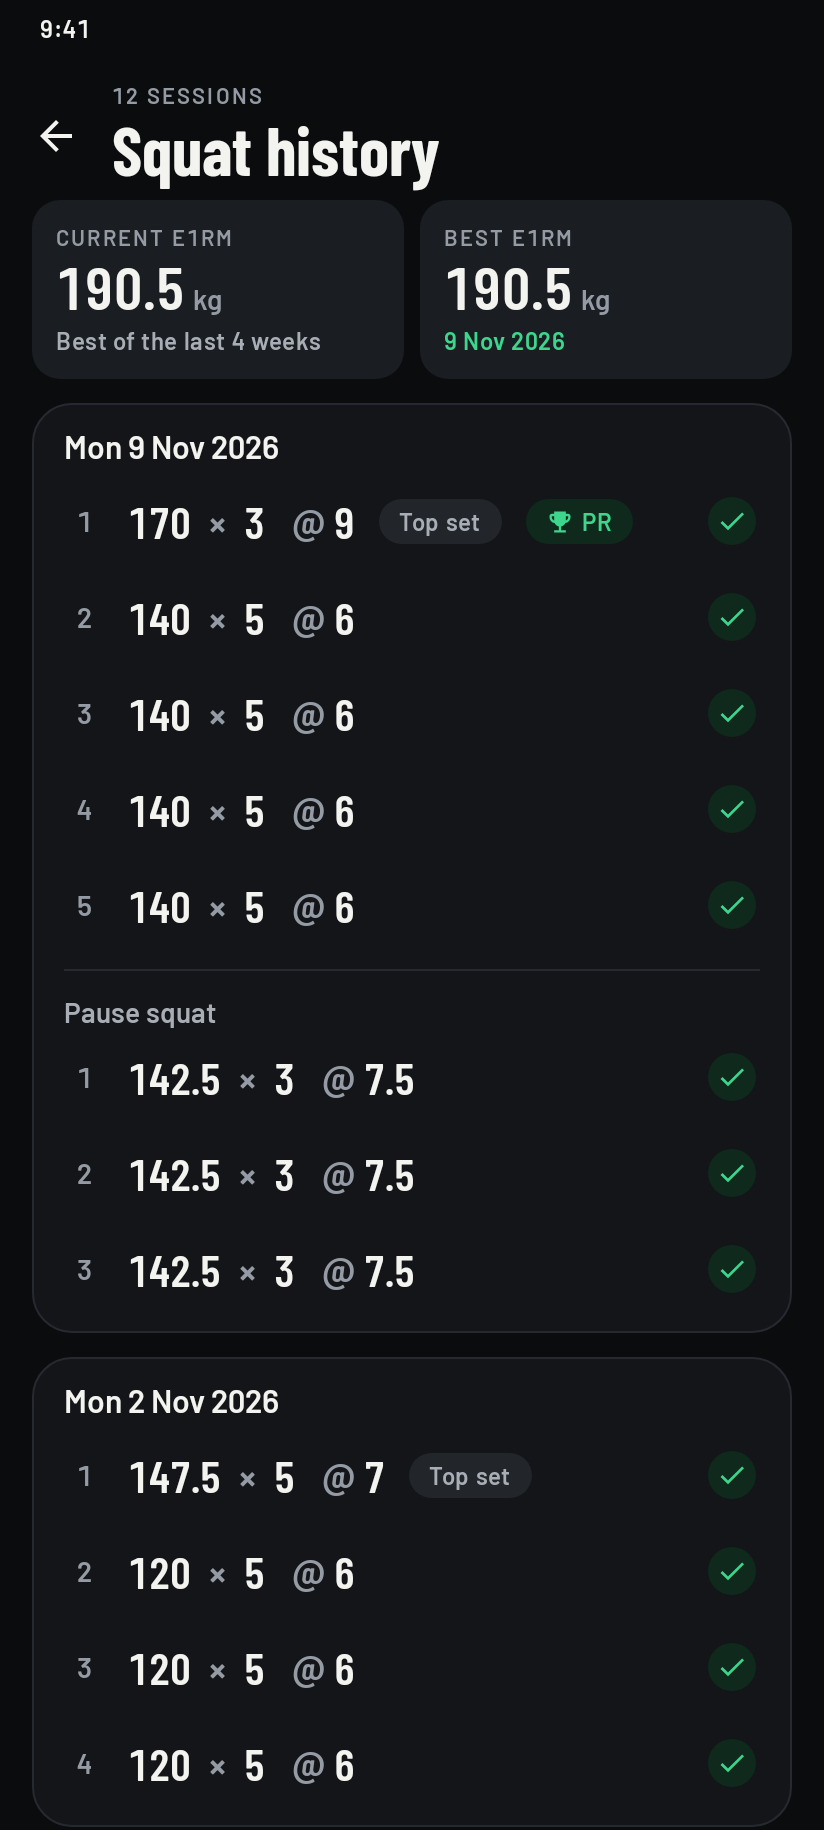 9:41
12 SESSIONS
Squat history
CURRENT E1RM
190.5 kg
Best of the last 4 weeks
BEST E1RM
190.5 kg
9 Nov 2026
Mon 9 Nov 2026
1 170 × 3 @ 9 Top set PR
2 140 × 5 @ 6
3 140 × 5 @ 6
4 140 × 5 @ 6
5 140 × 5 @ 6
Pause squat
1 142.5 × 3 @ 7.5
2 142.5 × 3 @ 7.5
3 142.5 × 3 @ 7.5
Mon 2 Nov 2026
1 147.5 × 5 @ 7 Top set
2 120 × 5 @ 6
3 120 × 5 @ 6
4 120 × 5 @ 6